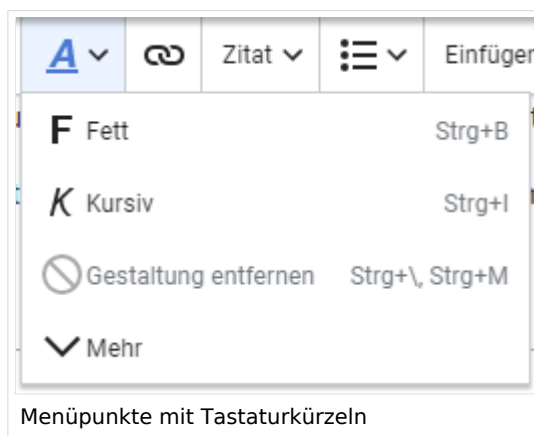 A Zitat Einfügen
F Fett Strg+B
K Kursiv Strg+I
Gestaltung entfernen Strg+\, Strg+M
Mehr
Menüpunkte mit Tastaturkürzeln